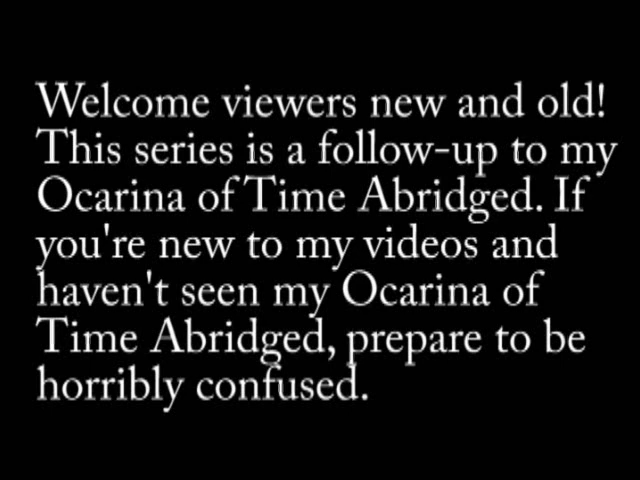 Welcome viewers new and old!
This series is a follow-up to my
Ocarina of Time Abridged. If
you're new to my videos and
haven't seen my Ocarina of
Time Abridged, prepare to be
horribly confused.